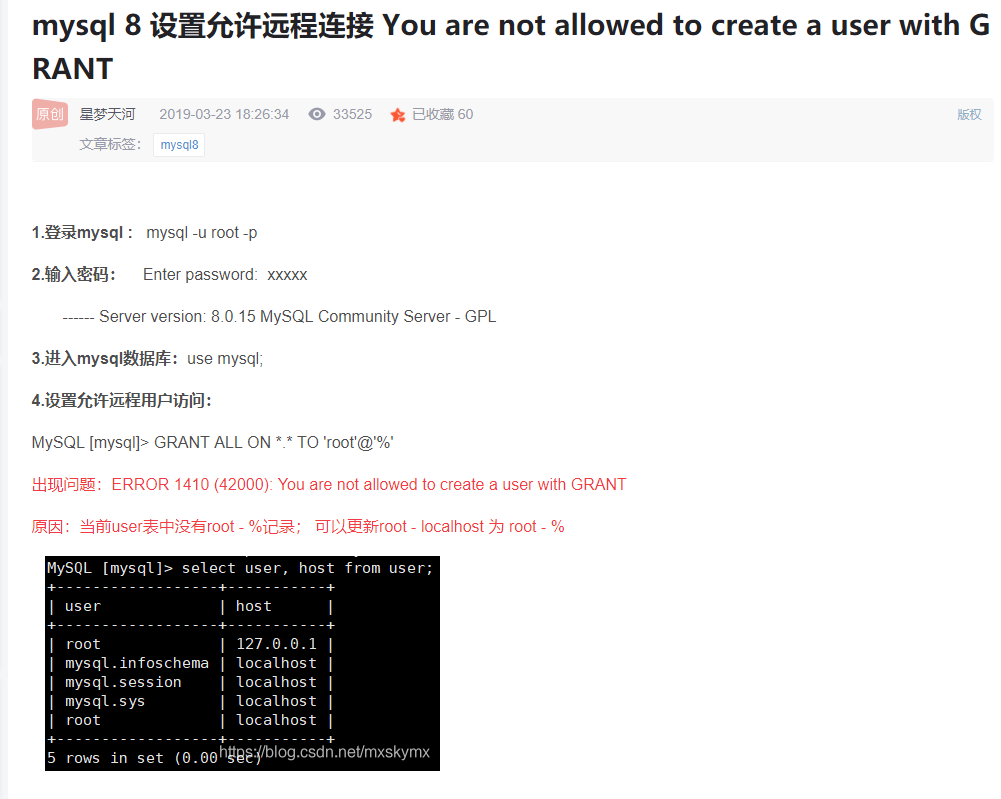 mysql 8 设置允许远程连接 You are not allowed to create a user with G
RANT
原创 星梦天河 2019-03-23 18:26:34 33525 已收藏 60 版权
文章标签： mysql8
1.登录mysql： mysql -u root -p
2.输入密码： Enter password: xxxxx
------ Server version: 8.0.15 MySQL Community Server - GPL
3.进入mysql数据库：use mysql;
4.设置允许远程用户访问：
MySQL [mysql]> GRANT ALL ON *.* TO 'root'@'%'
出现问题：ERROR 1410 (42000): You are not allowed to create a user with GRANT
原因：当前user表中没有root - %记录； 可以更新root - localhost 为 root - %
MySQL [mysql]> select user, host from user;
+------------------+-----------+
| user             | host      |
+------------------+-----------+
| root             | 127.0.0.1 |
| mysql.infoschema | localhost |
| mysql.session    | localhost |
| mysql.sys        | localhost |
| root             | localhost |
+------------------+-----------+
5 rows in set (0.00 sec)
https://blog.csdn.net/mxskymx